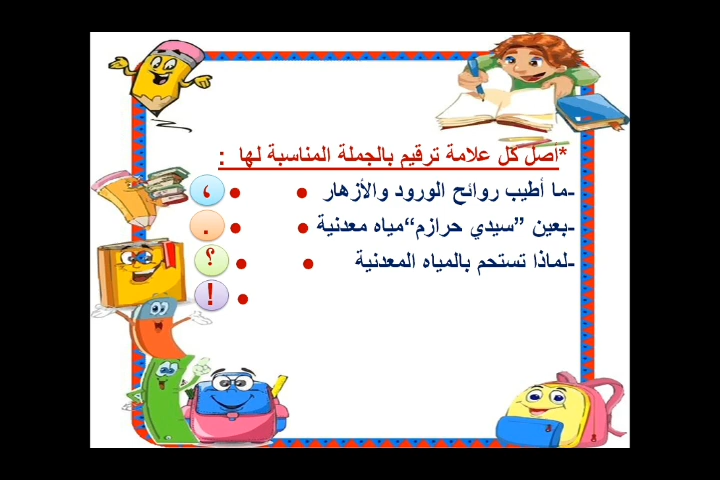 *اصل كل علامة ترقيم بالجملة المناسبة لها :
-ما أطيب روائح الورود والأزهار • • ،
-بعين ”سيدي حرازم“مياه معدنية • • .
-لماذا تستحم بالمياه المعدنية • • ؟
• !